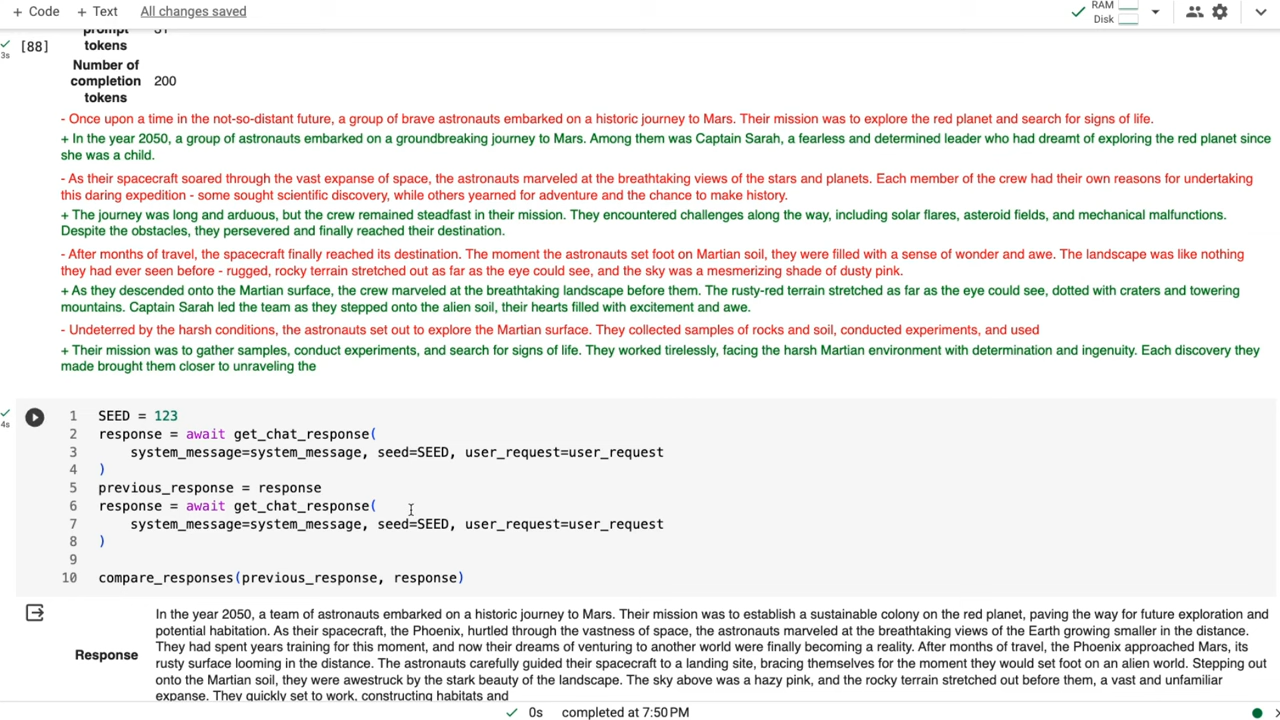 + Code + Text All changes saved
RAM
Disk
[88]
3s
prompt 31
tokens
Number of
completion 200
tokens
- Once upon a time in the not-so-distant future, a group of brave astronauts embarked on a historic journey to Mars. Their mission was to explore the red planet and search for signs of life.
+ In the year 2050, a group of astronauts embarked on a groundbreaking journey to Mars. Among them was Captain Sarah, a fearless and determined leader who had dreamt of exploring the red planet since
she was a child.
- As their spacecraft soared through the vast expanse of space, the astronauts marveled at the breathtaking views of the stars and planets. Each member of the crew had their own reasons for undertaking
this daring expedition - some sought scientific discovery, while others yearned for adventure and the chance to make history.
+ The journey was long and arduous, but the crew remained steadfast in their mission. They encountered challenges along the way, including solar flares, asteroid fields, and mechanical malfunctions.
Despite the obstacles, they persevered and finally reached their destination.
- After months of travel, the spacecraft finally reached its destination. The moment the astronauts set foot on Martian soil, they were filled with a sense of wonder and awe. The landscape was like nothing
they had ever seen before - rugged, rocky terrain stretched out as far as the eye could see, and the sky was a mesmerizing shade of dusty pink.
+ As they descended onto the Martian surface, the crew marveled at the breathtaking landscape before them. The rusty-red terrain stretched as far as the eye could see, dotted with craters and towering
mountains. Captain Sarah led the team as they stepped onto the alien soil, their hearts filled with excitement and awe.
- Undeterred by the harsh conditions, the astronauts set out to explore the Martian surface. They collected samples of rocks and soil, conducted experiments, and used
+ Their mission was to gather samples, conduct experiments, and search for signs of life. They worked tirelessly, facing the harsh Martian environment with determination and ingenuity. Each discovery they
made brought them closer to unraveling the
4s
1 SEED = 123
2 response = await get_chat_response(
3 system_message=system_message, seed=SEED, user_request=user_request
4 )
5 previous_response = response
6 response = await get_chat_response(
7 system_message=system_message, seed=SEED, user_request=user_request
8 )
9
10 compare_responses(previous_response, response)
In the year 2050, a team of astronauts embarked on a historic journey to Mars. Their mission was to establish a sustainable colony on the red planet, paving the way for future exploration and
potential habitation. As their spacecraft, the Phoenix, hurtled through the vastness of space, the astronauts marveled at the breathtaking views of the Earth growing smaller in the distance.
They had spent years training for this moment, and now their dreams of venturing to another world were finally becoming a reality. After months of travel, the Phoenix approached Mars, its
Response rusty surface looming in the distance. The astronauts carefully guided their spacecraft to a landing site, bracing themselves for the moment they would set foot on an alien world. Stepping out
onto the Martian soil, they were awestruck by the stark beauty of the landscape. The sky above was a hazy pink, and the rocky terrain stretched out before them, a vast and unfamiliar
expanse. They quickly set to work, constructing habitats and
0s completed at 7:50 PM